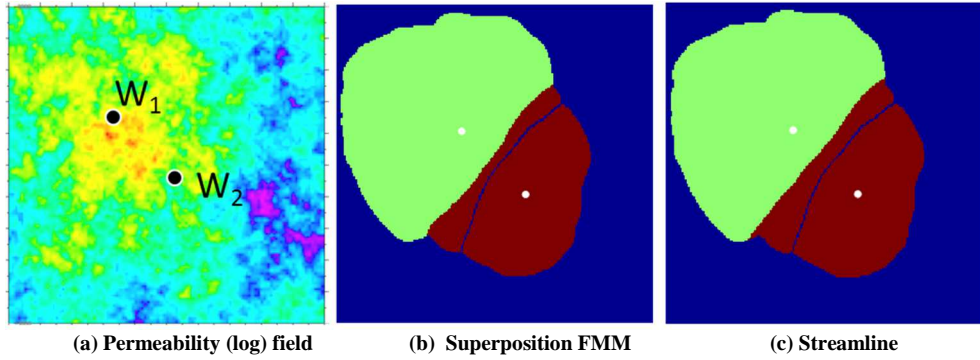 W1
W2
(a) Permeability (log) field
(b) Superposition FMM
(c) Streamline